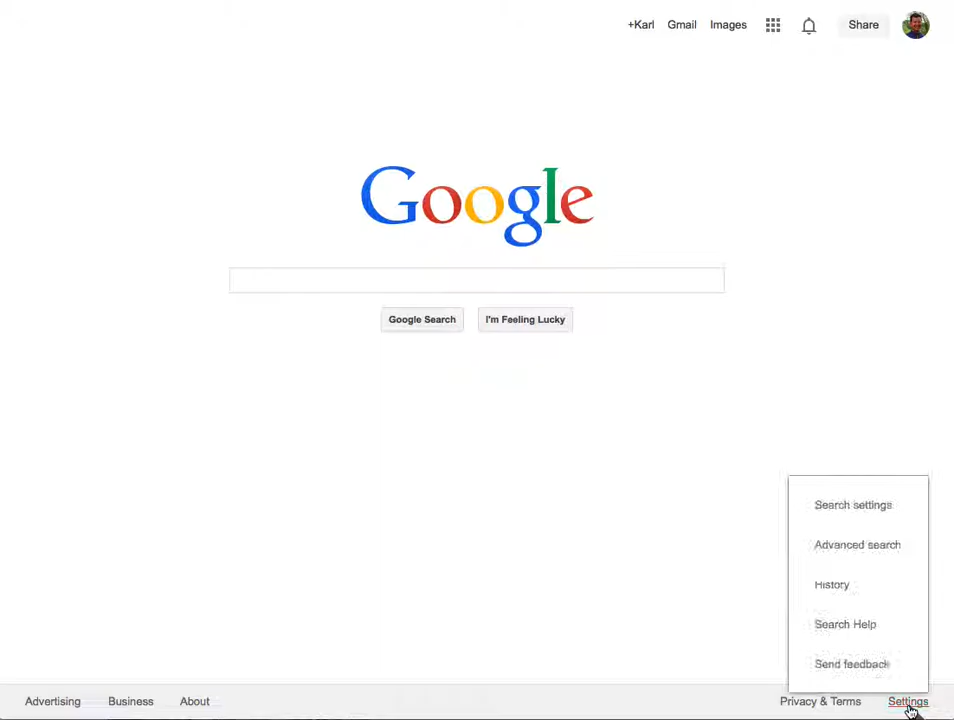 +Karl Gmail Images Share
Google
Google Search I'm Feeling Lucky
Search settings
Advanced search
History
Search Help
Send feedback
Advertising Business About Privacy & Terms Settings